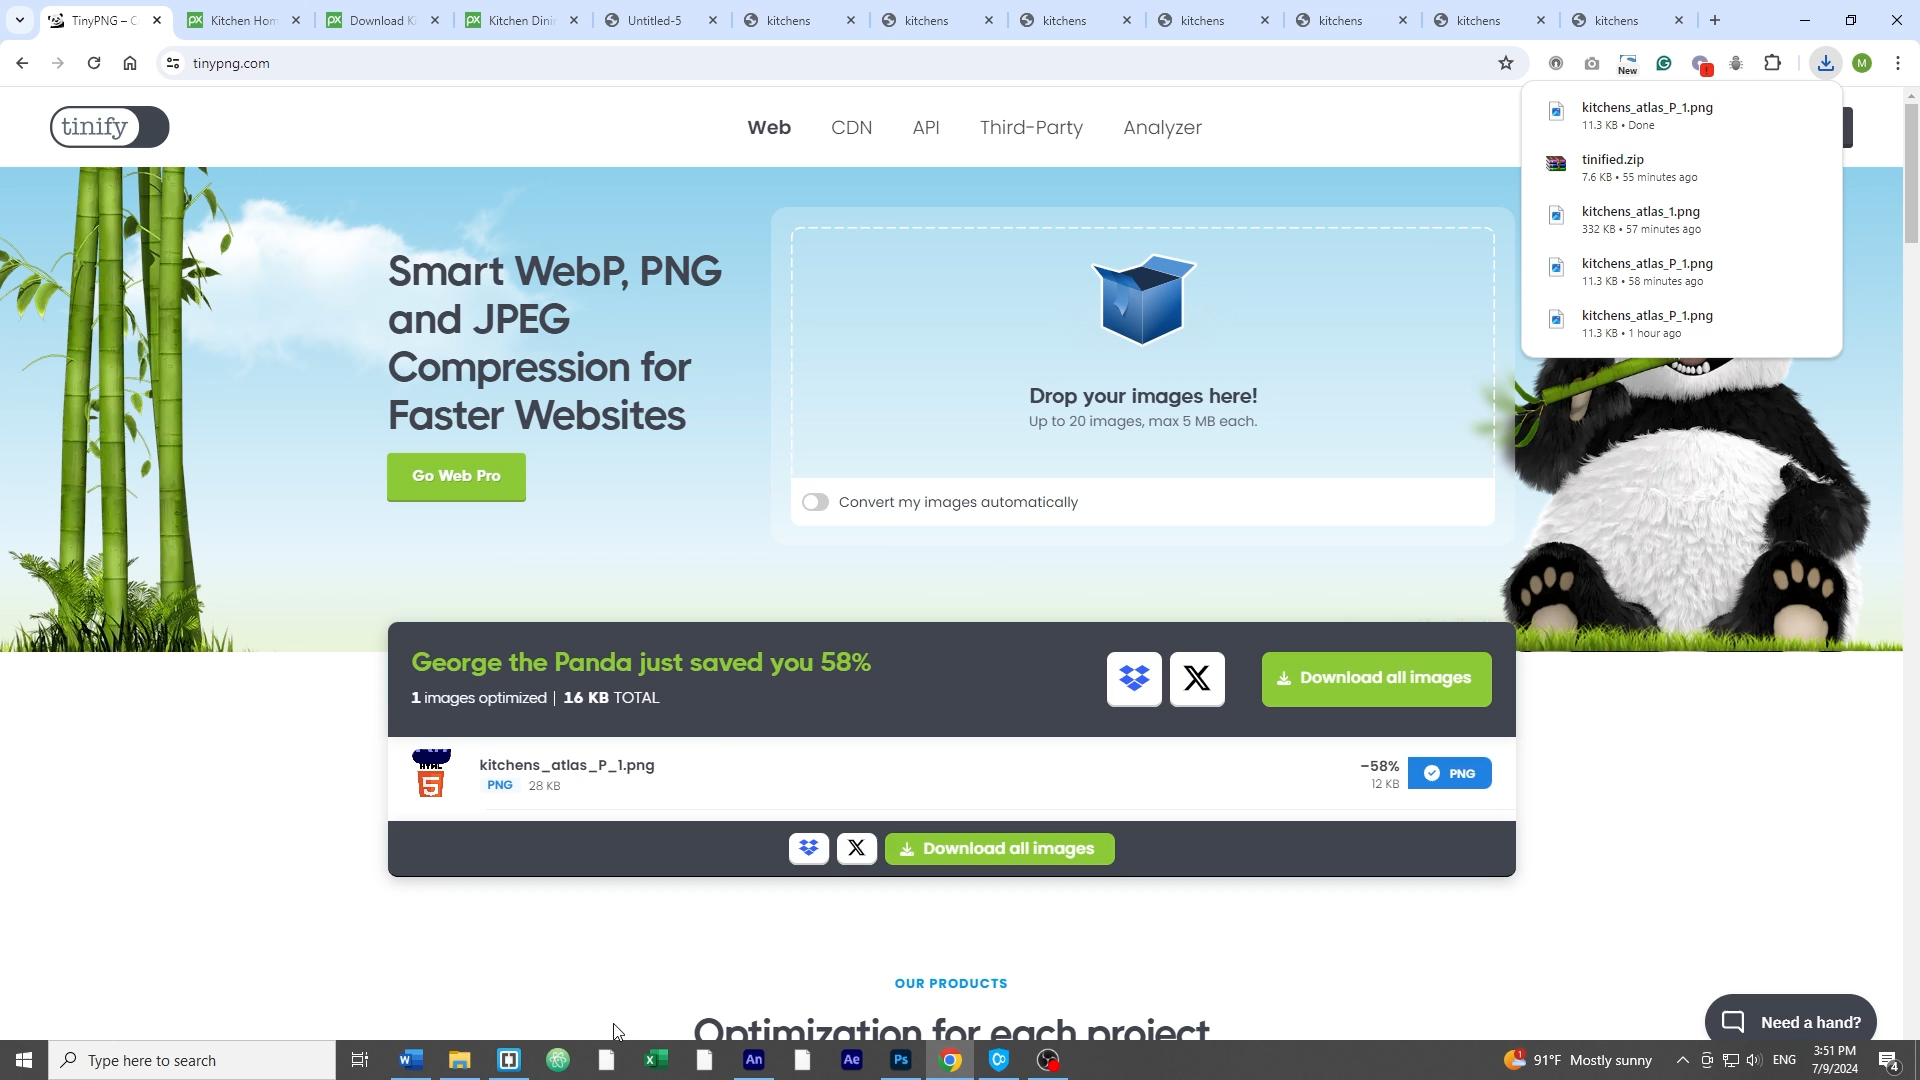 TinyPNG – C
Kitchen Hom
Download Ki
Kitchen Dini
Untitled-5
kitchens
kitchens
kitchens
kitchens
kitchens
kitchens
kitchens
tinypng.com
New
M
tinify
Web
CDN
API
Third-Party
Analyzer
kitchens_atlas_P_1.png
11.3 KB • Done
tinified.zip
7.6 KB • 55 minutes ago
kitchens_atlas_1.png
332 KB • 57 minutes ago
kitchens_atlas_P_1.png
11.3 KB • 58 minutes ago
kitchens_atlas_P_1.png
11.3 KB • 1 hour ago
Smart WebP, PNG
and JPEG
Compression for
Faster Websites
Go Web Pro
Drop your images here!
Up to 20 images, max 5 MB each.
Convert my images automatically
George the Panda just saved you 58%
1 images optimized | 16 KB TOTAL
Download all images
kitchens_atlas_P_1.png
PNG 28 KB
-58%
12 KB
PNG
Download all images
OUR PRODUCTS
Optimization for each project
Need a hand?
Type here to search
91°F Mostly sunny
ENG
3:51 PM
7/9/2024
4